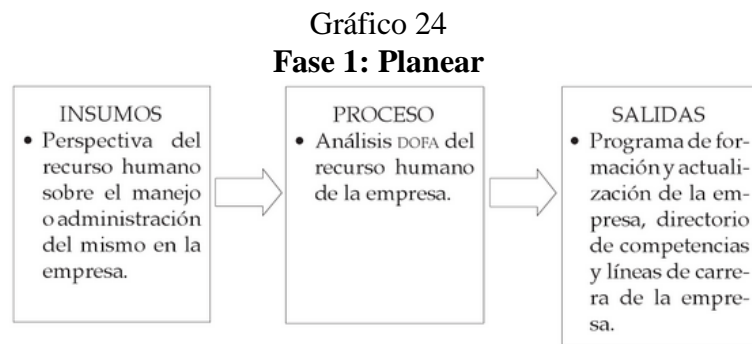 Gráfico 24
Fase 1: Planear
INSUMOS
• Perspectiva del
recurso humano
sobre el manejo
o administración
del mismo en la
empresa.
PROCESO
• Análisis DOFA del
recurso humano
de la empresa.
SALIDAS
• Programa de for-
mación y actuali-
zación de la em-
presa, directorio
de competencias
y líneas de carre-
ra de la empre-
sa.